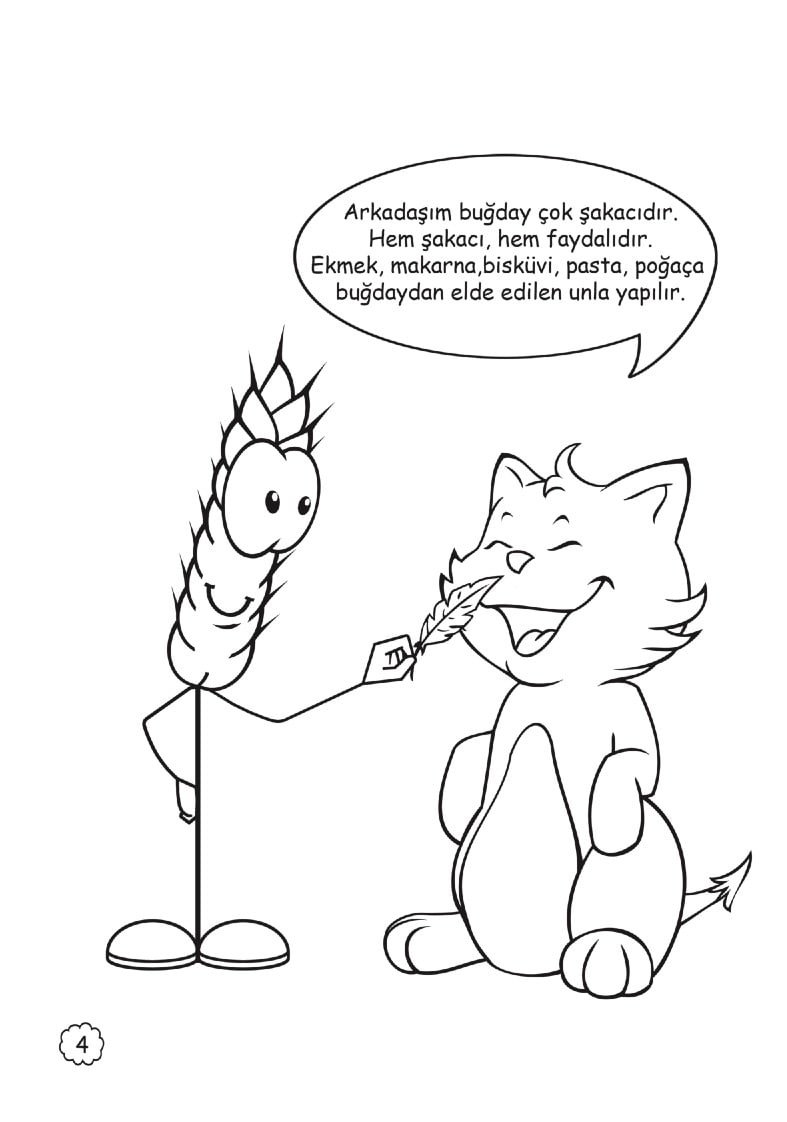 Arkadaşım buğday çok şakacıdır.
Hem şakacı, hem faydalıdır.
Ekmek, makarna,bisküvi, pasta, poğaça
buğdaydan elde edilen unla yapılır.
4